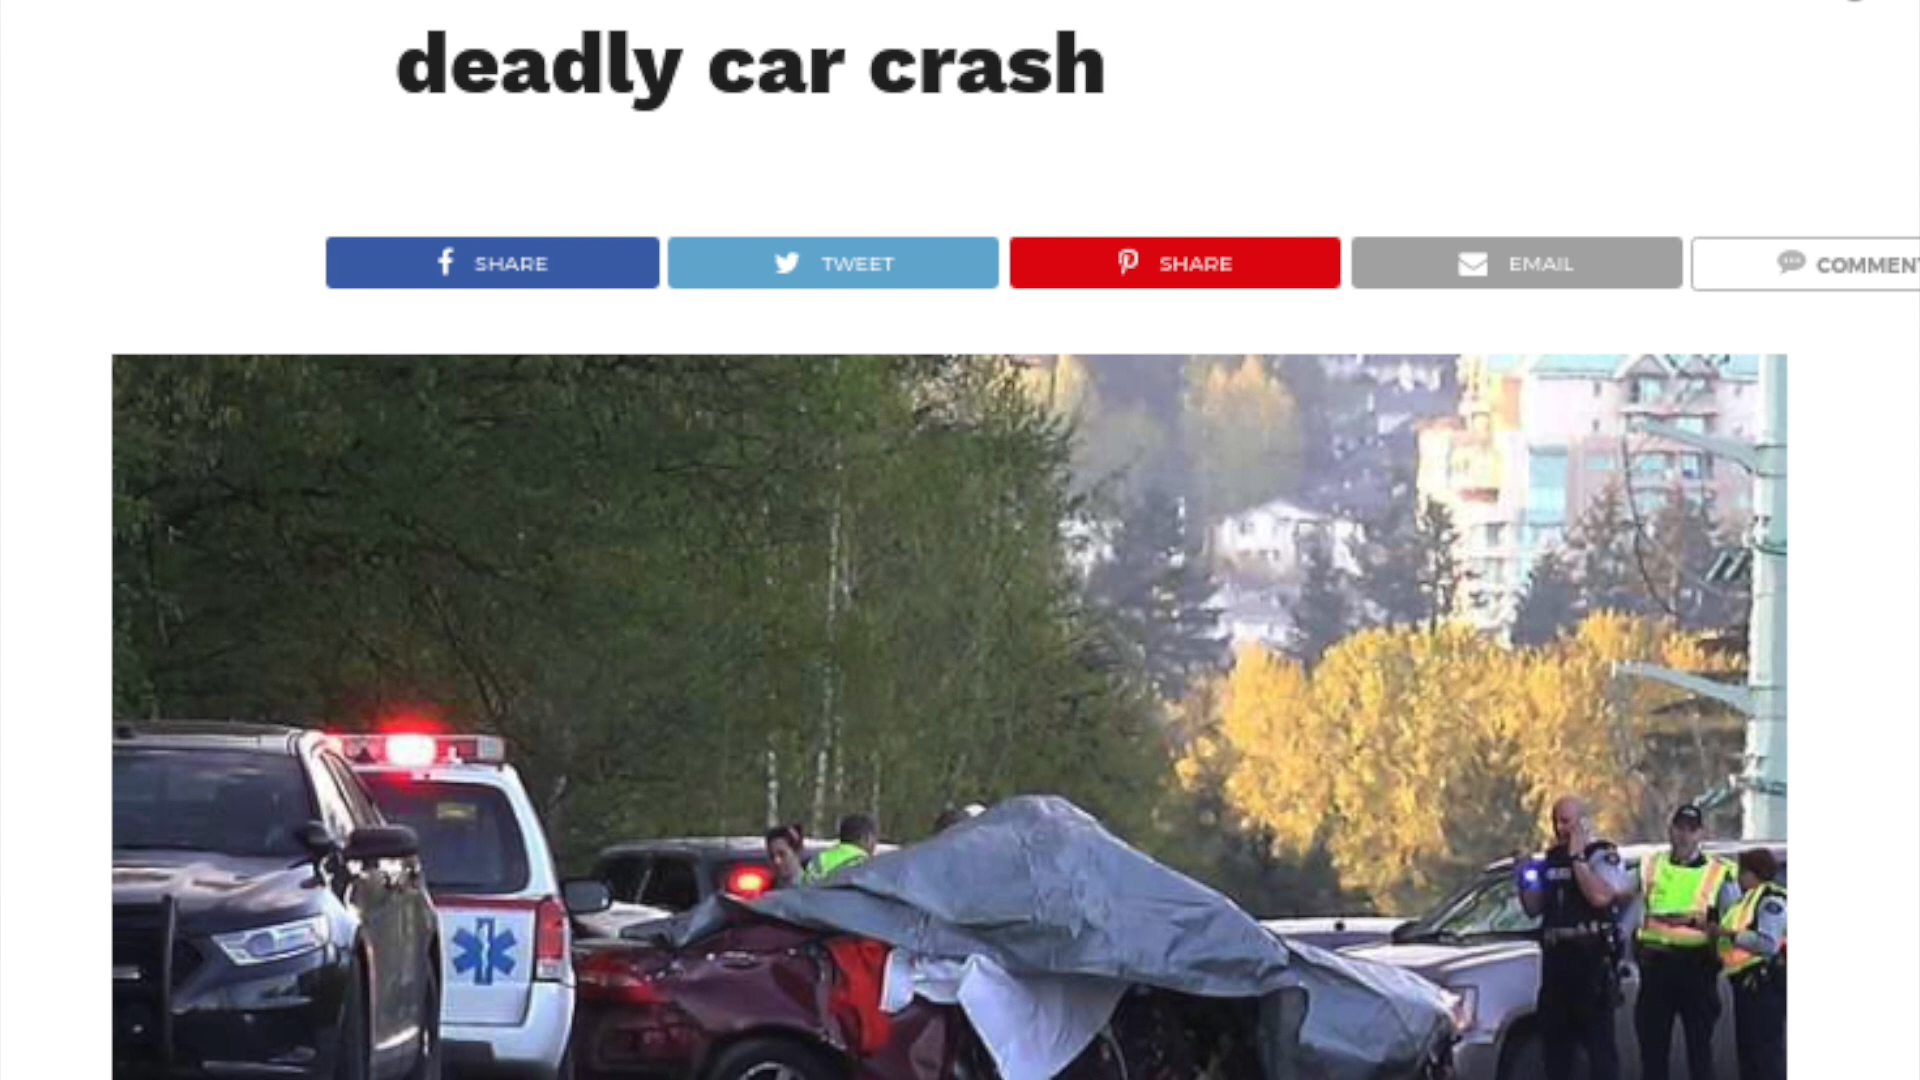 deadly car crash
SHARE
TWEET
SHARE
EMAIL
COMMENT